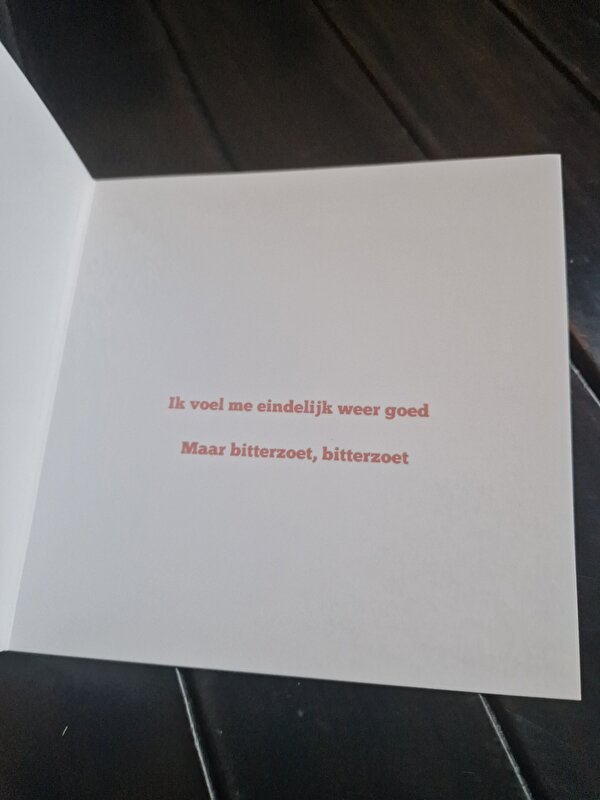 Ik voel me eindelijk weer goed
Maar bitterzoet, bitterzoet